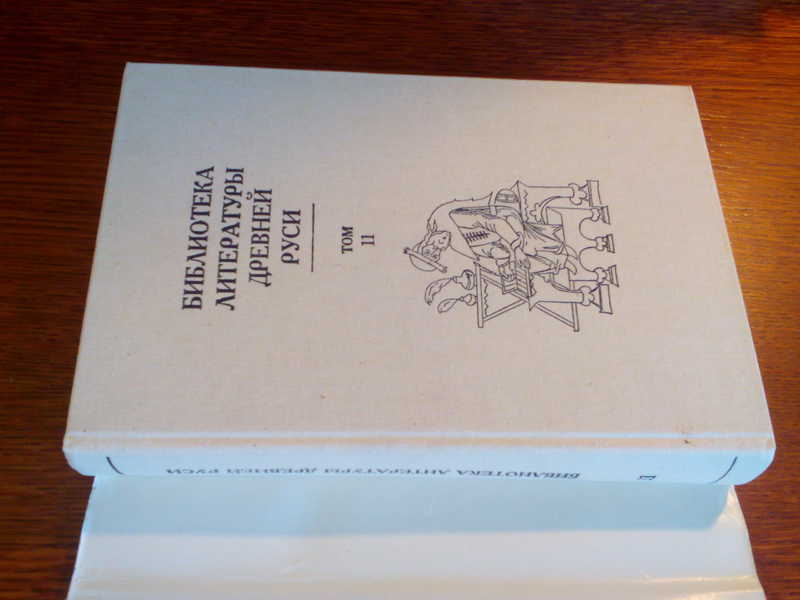 БИБЛИОТЕКА
ЛИТЕРАТУРЫ
ДРЕВНЕЙ
РУСИ
ТОМ
11
БИБЛИОТЕКА ЛИТЕРАТУРЫ ДРЕВНЕЙ РУСИ